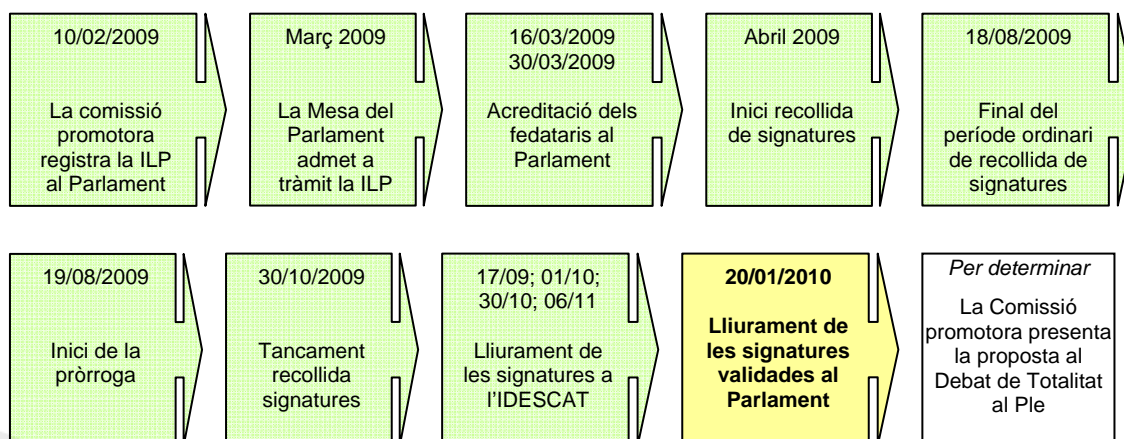 10/02/2009
La comissió
promotora
registra la ILP
al Parlament
Març 2009
La Mesa del
Parlament
admet a
tràmit la ILP
16/03/2009
30/03/2009
Acreditació dels
fedataris al
Parlament
Abril 2009
Inici recollida
de signatures
18/08/2009
Final del
període ordinari
de recollida de
signatures
19/08/2009
Inici de la
pròrroga
30/10/2009
Tancament
recollida
signatures
17/09; 01/10;
30/10; 06/11
Lliurament de
les signatures a
l’IDESCAT
20/01/2010
Lliurament de
les signatures
validades al
Parlament
Per determinar
La Comissió
promotora presenta
la proposta al
Debat de Totalitat
al Ple